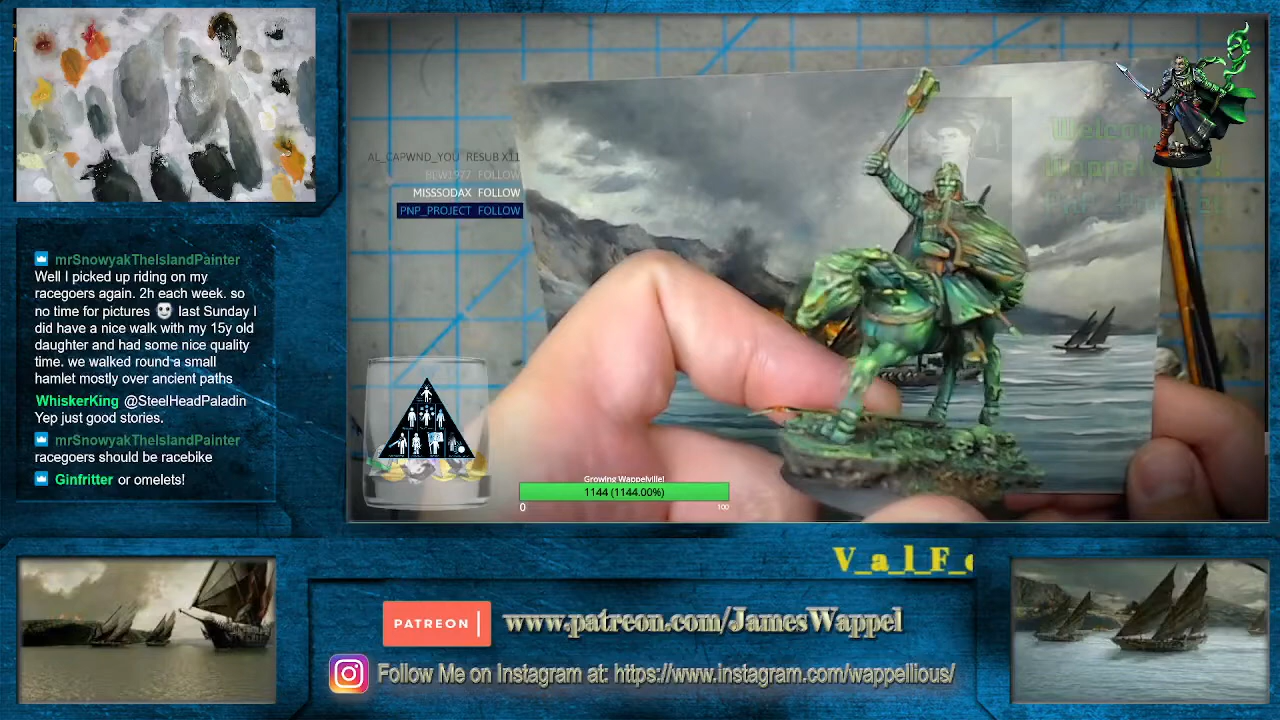 AL_CAPWND_YOU RESUB X11
BLW1977 FOLLOW
MISSSODAX FOLLOW
PNP_PROJECT FOLLOW
mrSnowyakTheIslandPainter
Well I picked up riding on my
racegoers again. 2h each week. so
no time for pictures last Sunday I
did have a nice walk with my 15y old
daughter and had some nice quality
time. we walked round a small
hamlet mostly over ancient paths
WhiskerKing @SteelHeadPaladin
Yep just good stories.
mrSnowyakTheIslandPainter
racegoers should be racebike
Ginfritter or omelets!
Growing Wappelville!
1144 (1144.00%)
0 100
V_a_l_F_
PATREON
www.patreon.com/JamesWappel
Follow Me on Instagram at: https://www.instagram.com/wappellious/